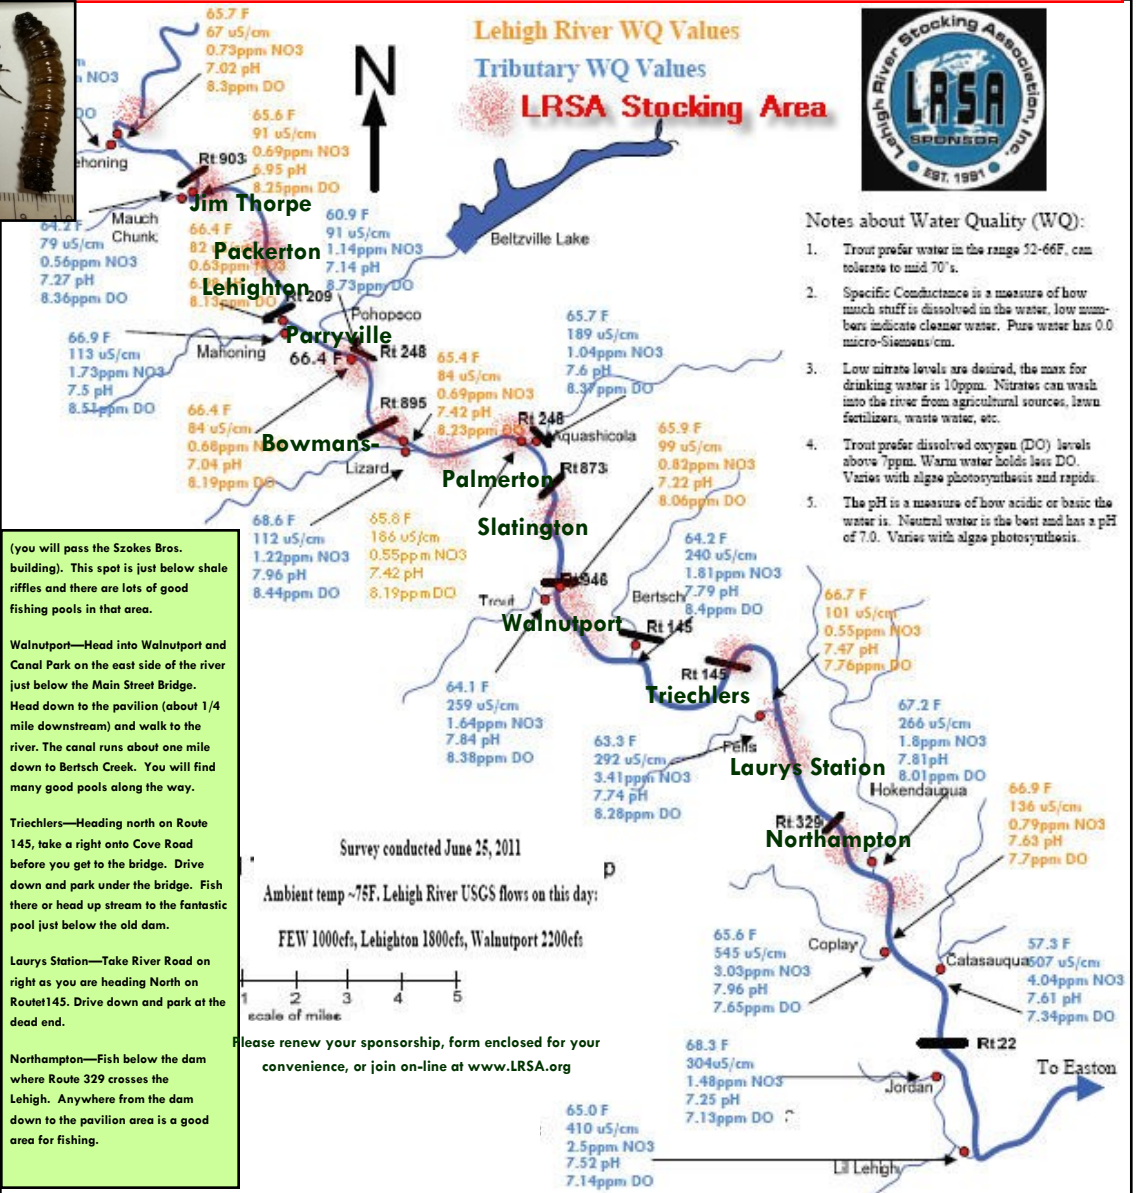 Lehigh River WQ Values
Tributary WQ Values
LRSA Stocking Area
N
Lehigh River Stocking Association, Inc.
LRSA
SPONSOR
EST. 1991
Notes about Water Quality (WQ):
1. Trout prefer water in the range 52-66F, can
tolerate to mid 70's.
2. Specific Conductance is a measure of how
much stuff is dissolved in the water, low num-
bers indicate cleaner water. Pure water has 0.0
micro-Siemens/cm.
3. Low nitrate levels are desired, the max for
drinking water is 10ppm. Nitrates can wash
into the river from agricultural sources, lawn
fertilizers, waste water, etc.
4. Trout prefer dissolved oxygen (DO) levels
above 7ppm. Warm water holds less DO.
Varies with algae photosynthesis and rapids.
5. The pH is a measure of how acidic or basic the
water is. Neutral water is the best and has a pH
of 7.0. Varies with algae photosynthesis.
65.7 F
67 uS/cm
0.73ppm NO3
7.02 pH
8.3ppm DO
NO3
DO
ehoning
65.6 F
91 uS/cm
0.69ppm NO3
6.95 pH
8.25ppm DO
Rt 903
Jim Thorpe
Mauch
Chunk
64.2 F
79 uS/cm
0.56ppm NO3
7.27 pH
8.36ppm DO
66.4 F
82
0.63ppm NO3
8.13ppm DO
Packerton
Lehighton
Rt 209
60.9 F
91 uS/cm
1.14ppm NO3
7.14 pH
8.73ppm DO
Beltzville Lake
Pohopoco
Parryville
66.4 F
Rt 248
Mahoning
66.9 F
113 uS/cm
1.73ppm NO3
7.5 pH
8.51ppm DO
65.7 F
189 uS/cm
1.04ppm NO3
7.6 pH
8.37ppm DO
65.4 F
84 uS/cm
0.69ppm NO3
7.42 pH
8.23ppm DO
Rt 895
66.4 F
84 uS/cm
0.68ppm NO3
7.04 pH
8.19ppm DO
Bowmans-
Lizard
Rt 248
Aquashicola
Palmerton
Rt 873
Slatington
65.9 F
99 uS/cm
0.82ppm NO3
7.22 pH
8.06ppm DO
68.6 F
112 uS/cm
1.22ppm NO3
7.96 pH
8.44ppm DO
65.8 F
186 uS/cm
0.55ppm NO3
7.42 pH
8.19ppm DO
64.2 F
240 uS/cm
1.81ppm NO3
7.79 pH
8.4ppm DO
Rt 946
Trout
Bertsch
Walnutport
Rt 145
66.7 F
101 uS/cm
0.55ppm NO3
7.47 pH
7.76ppm DO
Rt 145
Triechlers
64.1 F
259 uS/cm
1.64ppm NO3
7.84 pH
8.38ppm DO
67.2 F
266 uS/cm
1.8ppm NO3
7.81pH
8.01ppm DO
63.3 F
292 uS/cm
3.41ppm NO3
7.74 pH
8.28ppm DO
Fells
Laurys Station
Hokendauqua
66.9 F
136 uS/cm
0.79ppm NO3
7.63 pH
7.7ppm DO
Rt 329
Northampton
65.6 F
545 uS/cm
3.03ppm NO3
7.96 pH
7.65ppm DO
Coplay
Catasauqua
57.3 F
507 uS/cm
4.04ppm NO3
7.61 pH
7.34ppm DO
Rt 22
68.3 F
304uS/cm
1.48ppm NO3
7.25 pH
7.13ppm DO
Jordan
To Easton
65.0 F
410 uS/cm
2.5ppm NO3
7.52 pH
7.14ppm DO
Lil Lehigh
(you will pass the Szokes Bros.
building). This spot is just below shale
riffles and there are lots of good
fishing pools in that area.
Walnutport—Head into Walnutport and
Canal Park on the east side of the river
just below the Main Street Bridge.
Head down to the pavilion (about 1/4
mile downstream) and walk to the
river. The canal runs about one mile
down to Bertsch Creek. You will find
many good pools along the way.
Triechlers—Heading north on Route
145, take a right onto Cove Road
before you get to the bridge. Drive
down and park under the bridge. Fish
there or head up stream to the fantastic
pool just below the old dam.
Laurys Station—Take River Road on
right as you are heading North on
Routet145. Drive down and park at the
dead end.
Northampton—Fish below the dam
where Route 329 crosses the
Lehigh. Anywhere from the dam
down to the pavilion area is a good
area for fishing.
Survey conducted June 25, 2011
p
Ambient temp ~75F. Lehigh River USGS flows on this day:
FEW 1000cfs, Lehighton 1800cfs, Walnutport 2200cfs
1 2 3 4 5
scale of miles
Please renew your sponsorship, form enclosed for your
convenience, or join on-line at www.LRSA.org